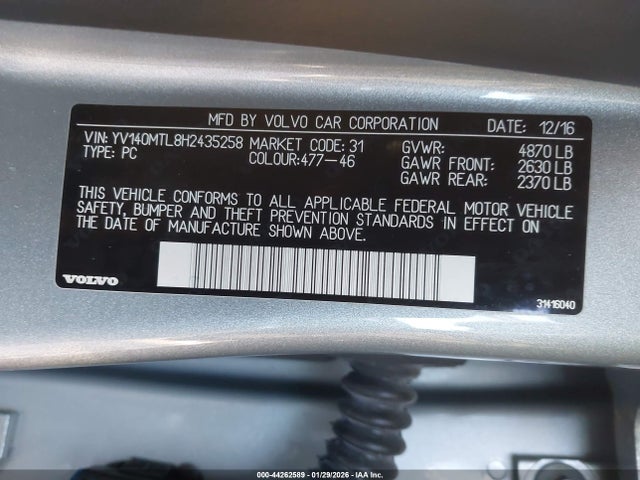 MFD BY VOLVO CAR CORPORATION DATE: 12/16
VIN: YV140MTL8H2435258 MARKET CODE: 31 GVWR: 4870 LB
TYPE: PC COLOUR:477-46 GAWR FRONT: 2630 LB
GAWR REAR: 2370 LB
THIS VEHICLE CONFORMS TO ALL APPLICABLE FEDERAL MOTOR VEHICLE
SAFETY, BUMPER AND THEFT PREVENTION STANDARDS IN EFFECT ON
THE DATE OF MANUFACTURE SHOWN ABOVE.
VOLVO
31416040
000-44262589 - 01/29/2026 - IAA Inc.